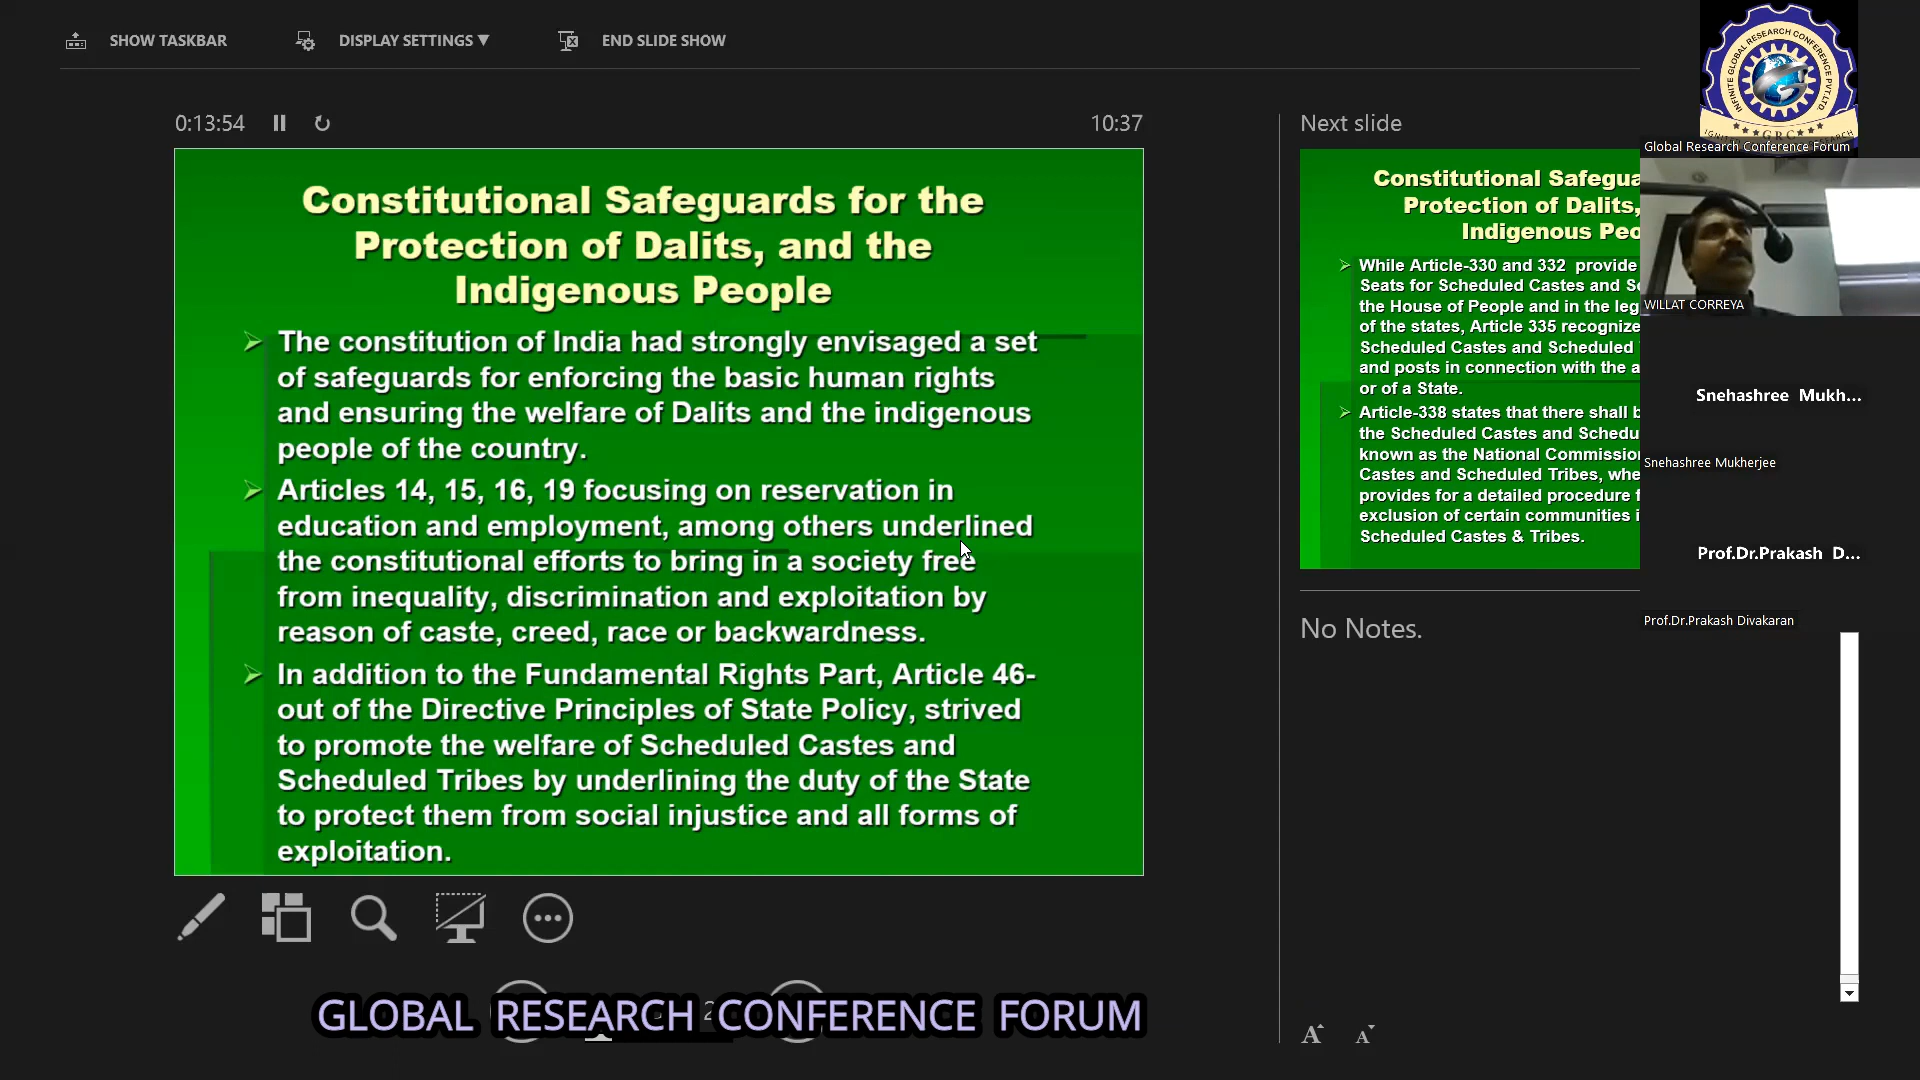 SHOW TASKBAR
DISPLAY SETTINGS ▼
END SLIDE SHOW
0:13:54
10:37
Constitutional Safeguards for the
Protection of Dalits, and the
Indigenous People
➢ The constitution of India had strongly envisaged a set
of safeguards for enforcing the basic human rights
and ensuring the welfare of Dalits and the indigenous
people of the country.
➢ Articles 14, 15, 16, 19 focusing on reservation in
education and employment, among others underlined
the constitutional efforts to bring in a society free
from inequality, discrimination and exploitation by
reason of caste, creed, race or backwardness.
➢ In addition to the Fundamental Rights Part, Article 46-
out of the Directive Principles of State Policy, strived
to promote the welfare of Scheduled Castes and
Scheduled Tribes by underlining the duty of the State
to protect them from social injustice and all forms of
exploitation.
GLOBAL RESEARCH CONFERENCE FORUM
Next slide
Constitutional Safegua
Protection of Dalits,
Indigenous Peo
➢ While Article-330 and 332 provide
Seats for Scheduled Castes and S
the House of People and in the leg
of the states, Article 335 recognize
Scheduled Castes and Scheduled
and posts in connection with the a
or of a State.
➢ Article-338 states that there shall b
the Scheduled Castes and Schedu
known as the National Commission
Castes and Scheduled Tribes, whe
provides for a detailed procedure f
exclusion of certain communities i
Scheduled Castes & Tribes.
No Notes.
A A
INFINITE GLOBAL RESEARCH CONFERENCE PVT.LTD.
GRC
Global Research Conference Forum
WILLAT CORREYA
Snehashree Mukh...
Snehashree Mukherjee
Prof.Dr.Prakash D...
Prof.Dr.Prakash Divakaran